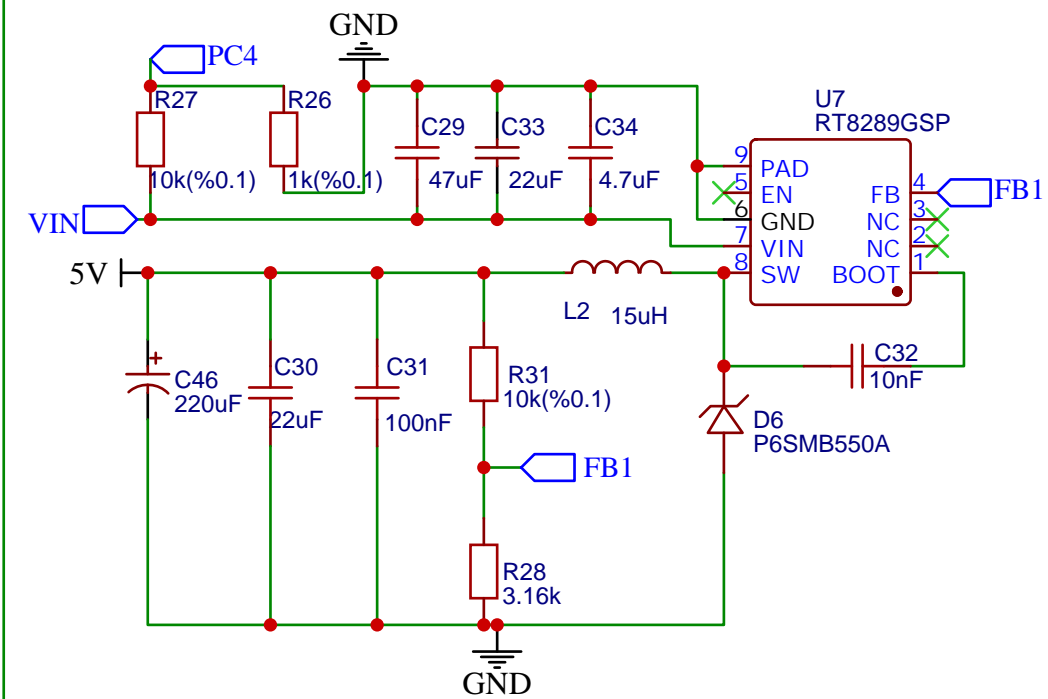 GND
PC4
R27
R26
10k(%0.1)
1k(%0.1)
C29
47uF
C33
22uF
C34
4.7uF
U7
RT8289GSP
9
PAD
5
EN
6
GND
7
VIN
8
SW
FB
4
NC
3
NC
2
BOOT
1
FB1
VIN
5V
L2
15uH
C46
220uF
+
C30
22uF
C31
100nF
R31
10k(%0.1)
FB1
R28
3.16k
C32
10nF
D6
P6SMB550A
GND